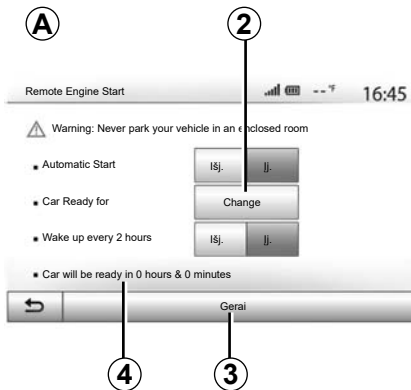 A
2
Remote Engine Start -- °F 16:45
Warning: Never park your vehicle in an enclosed room
▪ Automatic Start Išj. Įj.
▪ Car Ready for Change
▪ Wake up every 2 hours Išj. Įj.
▪ Car will be ready in 0 hours & 0 minutes
Gerai
4 3